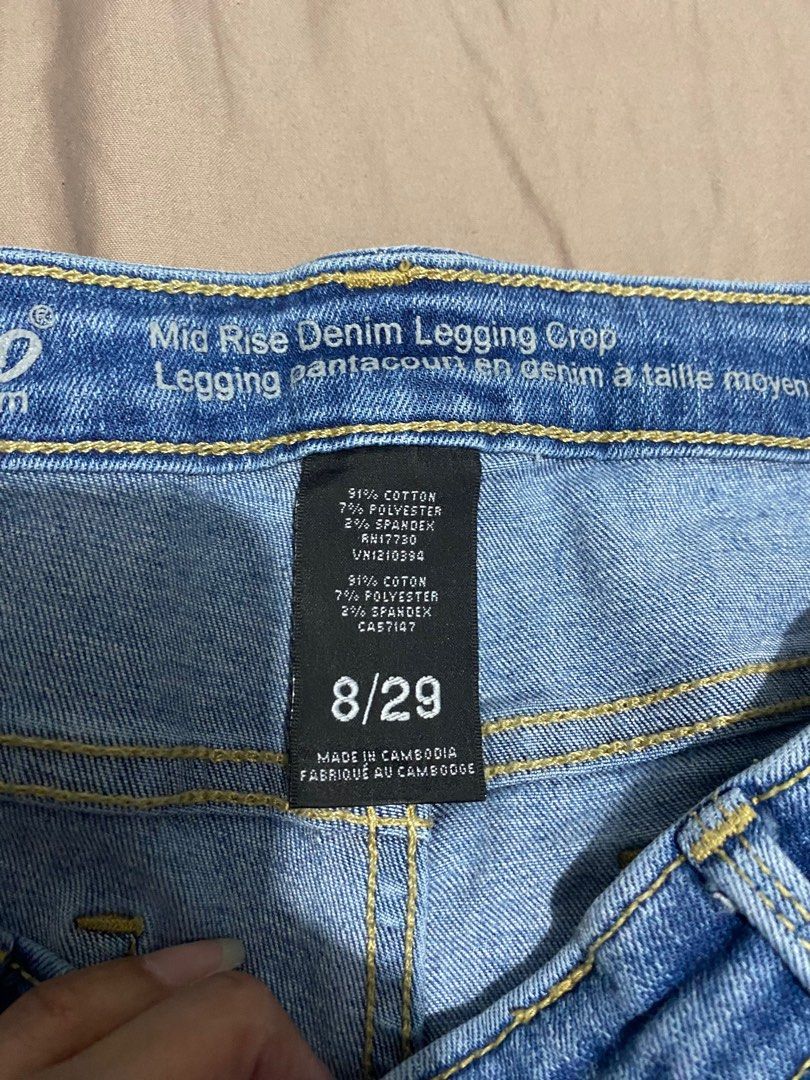 ®
Mid Rise Denim Legging Crop
Legging pantacourt en denim à taille moyen
91% COTTON
7% POLYESTER
2% SPANDEX
RN17730
VN1210394
91% COTON
7% POLYESTER
2% SPANDEX
CA57147
8/29
MADE IN CAMBODIA
FABRIQUÉ AU CAMBODGE